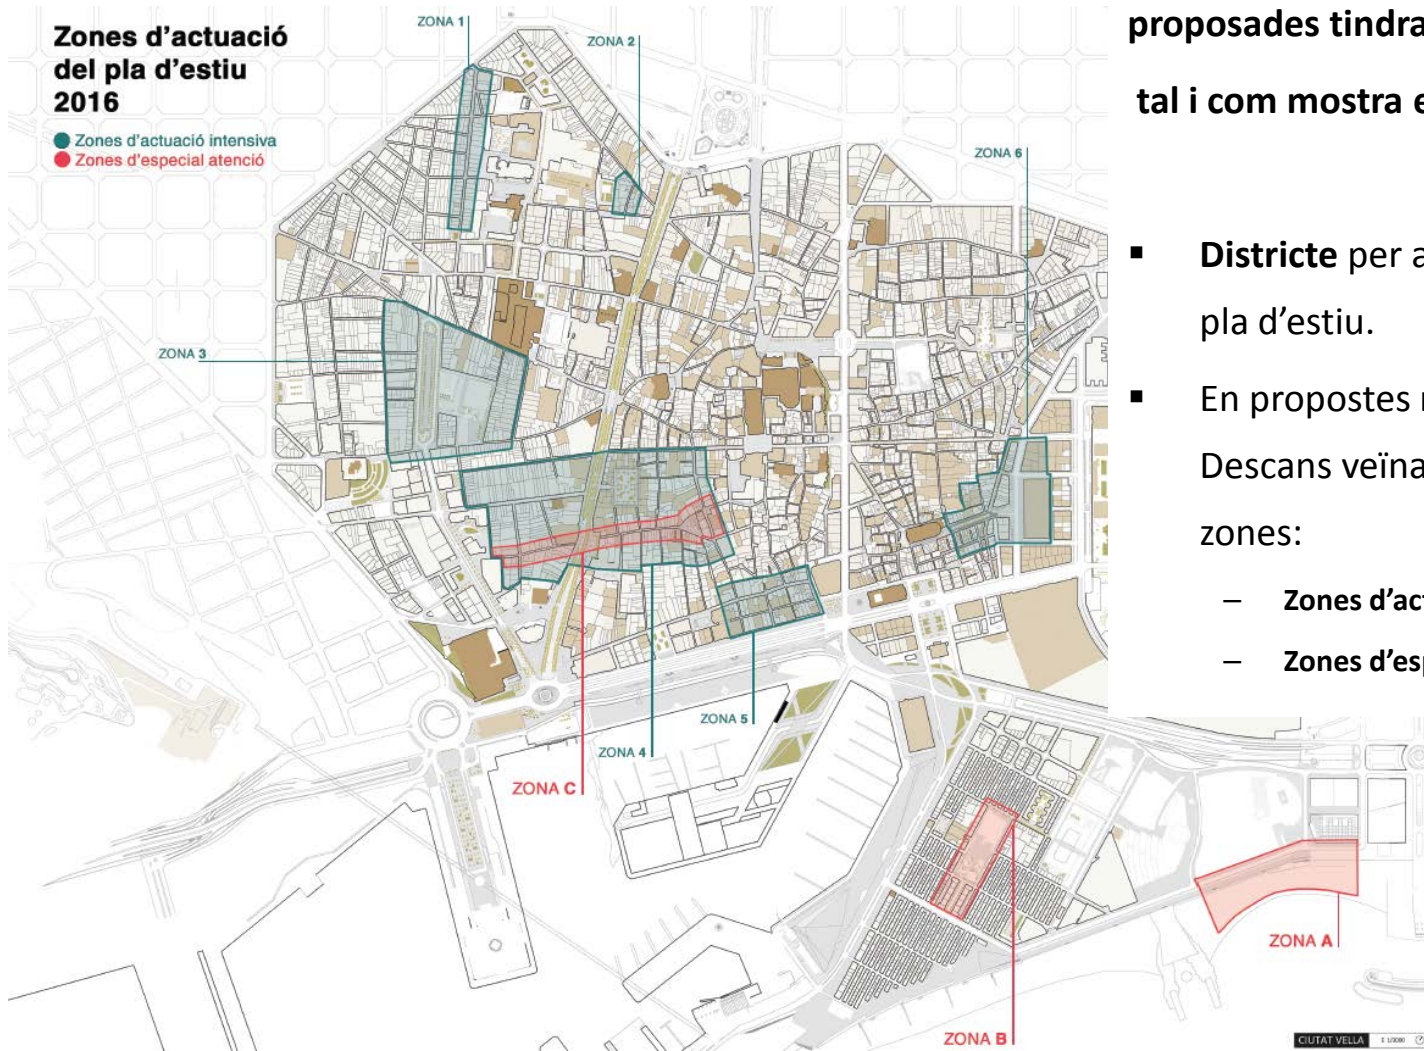 Zones d’actuació
del pla d’estiu
2016
Zones d’actuació intensiva
Zones d’especial atenció
ZONA 1
ZONA 2
ZONA 6
ZONA 3
ZONA 5
ZONA 4
ZONA C
ZONA A
ZONA B
proposades tindra
tal i com mostra e
▪ Districte per a
pla d’estiu.
▪ En propostes
Descans veïna
zones:
– Zones d’act
– Zones d’esp
CIUTAT VELLA